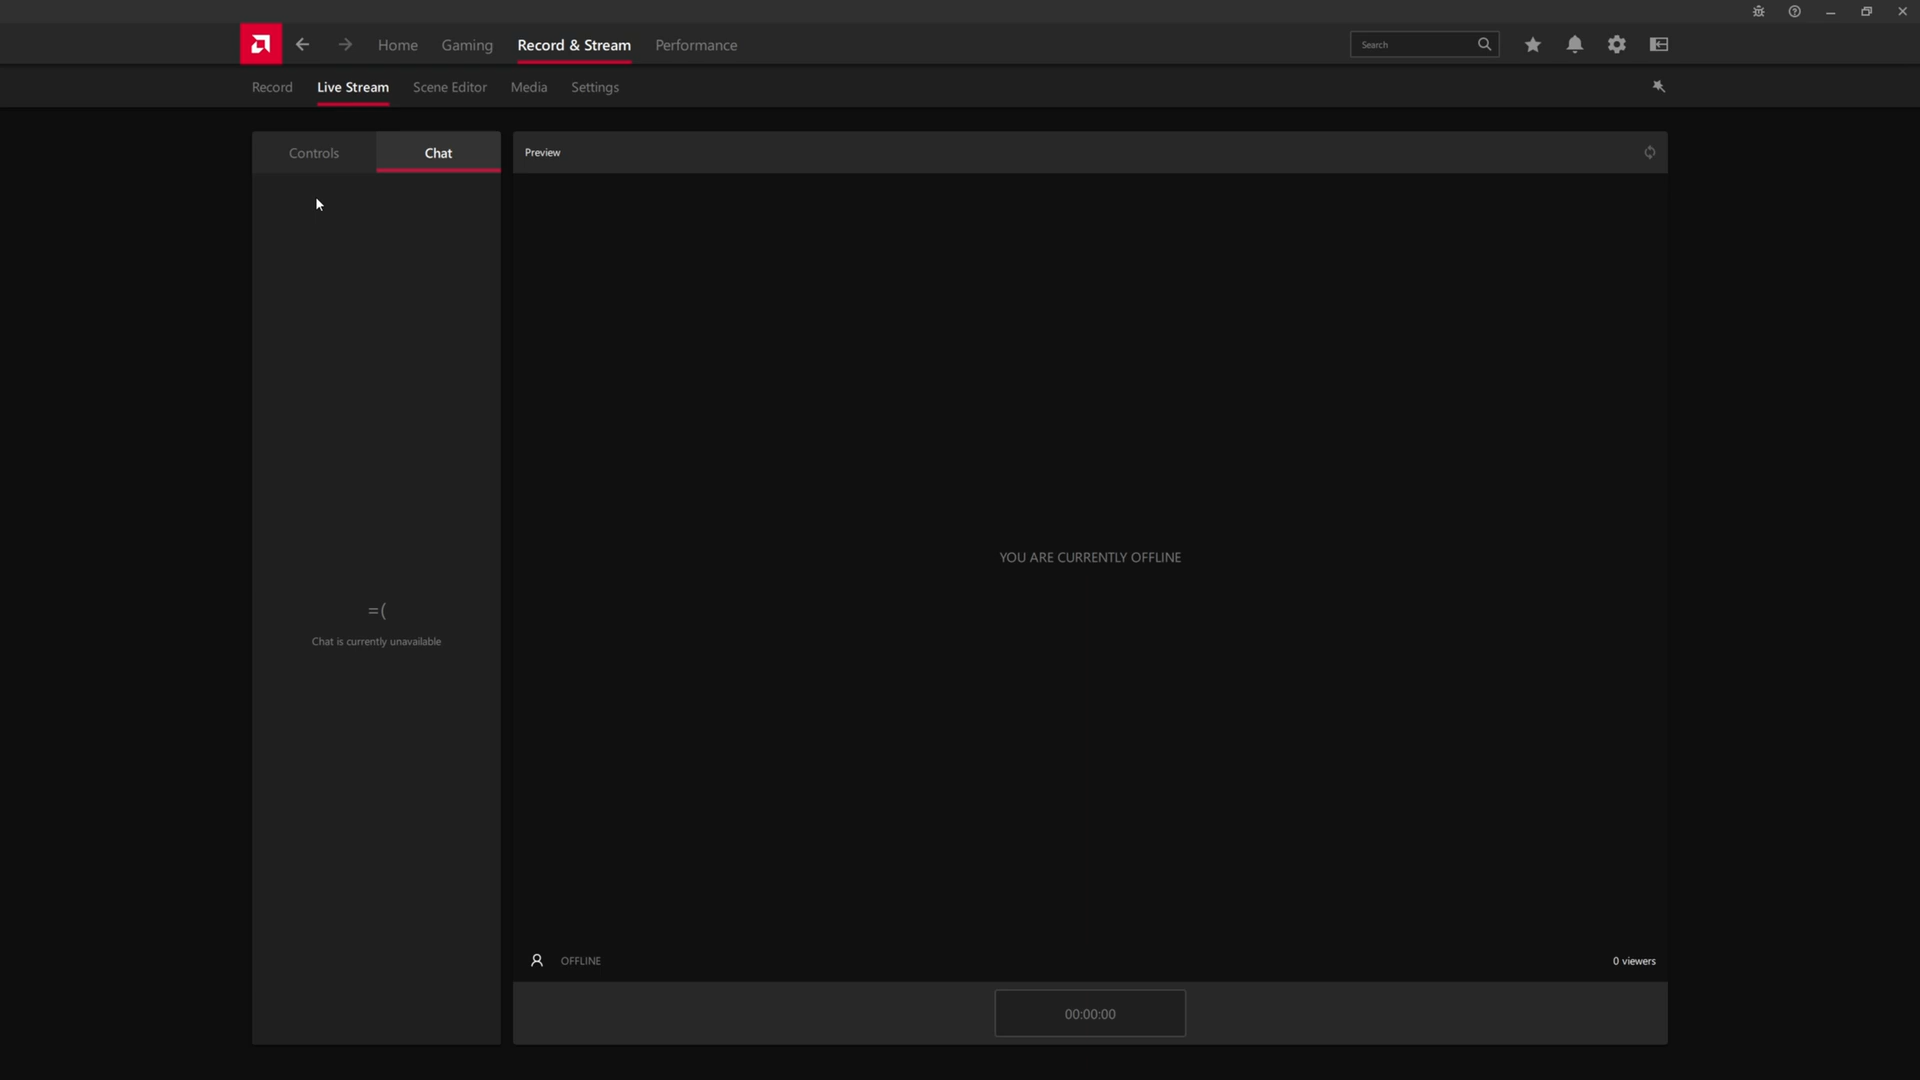 Home Gaming Record & Stream Performance Search
Record Live Stream Scene Editor Media Settings
Controls Chat Preview
YOU ARE CURRENTLY OFFLINE
=(
Chat is currently unavailable
OFFLINE 0 viewers
00:00:00